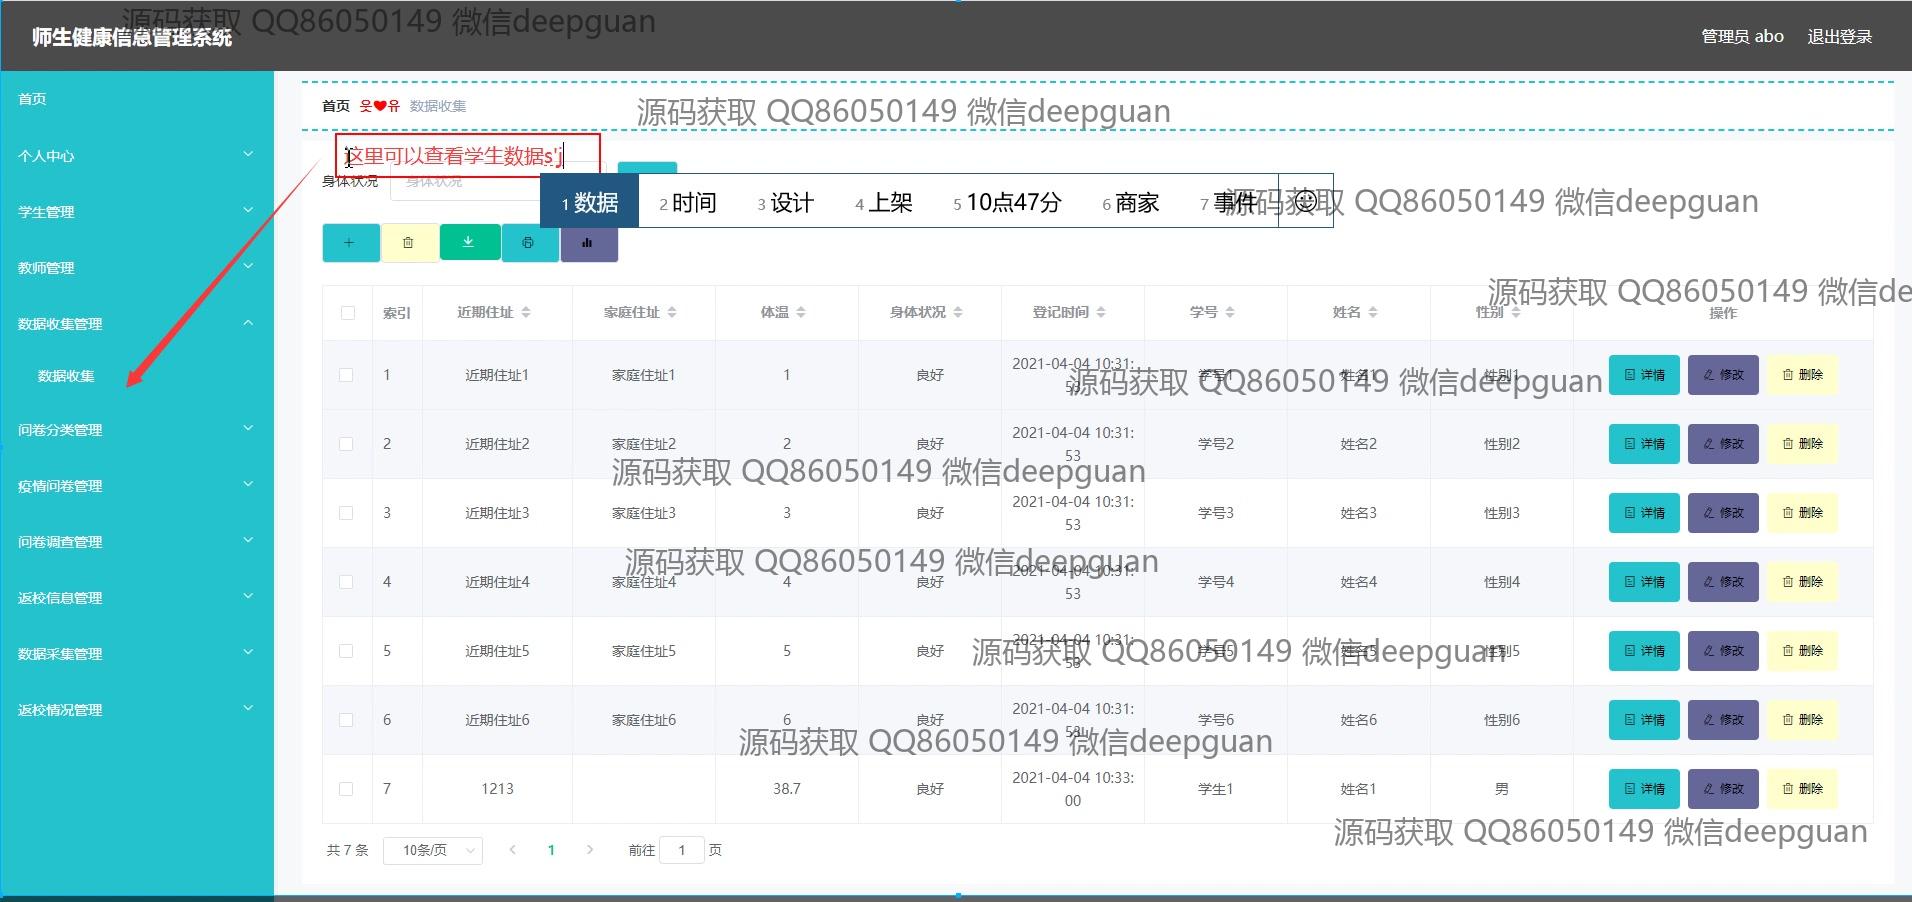 源码获取 QQ86050149 微信deepguan
师生健康信息管理系统
管理员 abo 退出登录
首页
个人中心
学生管理
教师管理
数据收集管理
数据收集
问卷分类管理
疫情问卷管理
问卷调查管理
返校信息管理
数据采集管理
返校情况管理
首页 웃❤유 数据收集
源码获取 QQ86050149 微信deepguan
这里可以查看学生数据s'j
身体状况 身体状况
1 数据 2 时间 3 设计 4 上架 5 10点47分 6 商家 7 事件
源码获取 QQ86050149 微信deepguan
源码获取 QQ86050149 微信de
索引 近期住址 家庭住址 体温 身体状况 登记时间 学号 姓名 性别 操作
1 近期住址1 家庭住址1 1 良好 2021-04-04 10:31:53 学号1 姓名1 性别1 详情 修改 删除
源码获取 QQ86050149 微信deepguan
2 近期住址2 家庭住址2 2 良好 2021-04-04 10:31:53 学号2 姓名2 性别2 详情 修改 删除
源码获取 QQ86050149 微信deepguan
3 近期住址3 家庭住址3 3 良好 2021-04-04 10:31:53 学号3 姓名3 性别3 详情 修改 删除
源码获取 QQ86050149 微信deepguan
4 近期住址4 家庭住址4 4 良好 2021-04-04 10:31:53 学号4 姓名4 性别4 详情 修改 删除
5 近期住址5 家庭住址5 5 良好 2021-04-04 10:31:53 学号5 姓名5 性别5 详情 修改 删除
源码获取 QQ86050149 微信deepguan
6 近期住址6 家庭住址6 6 良好 2021-04-04 10:31:53 学号6 姓名6 性别6 详情 修改 删除
源码获取 QQ86050149 微信deepguan
7 1213 38.7 良好 2021-04-04 10:33:00 学生1 姓名1 男 详情 修改 删除
源码获取 QQ86050149 微信deepguan
共 7 条 10条/页 1 前往 1 页